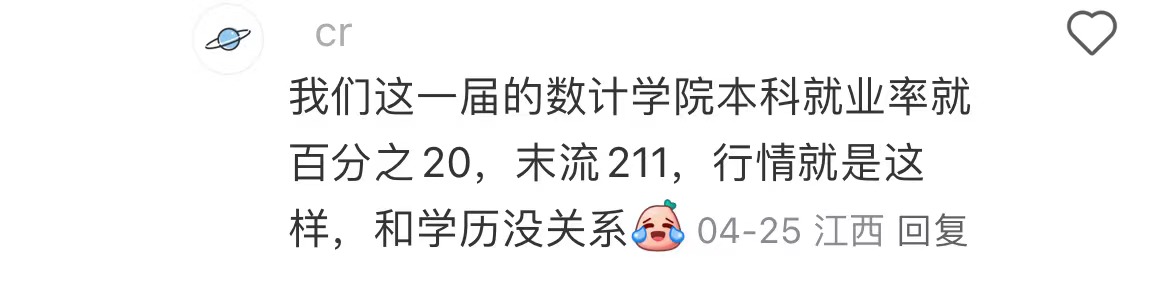 cr
我们这一届的数计学院本科就业率就
百分之20，末流211，行情就是这
样，和学历没关系 04-25 江西 回复